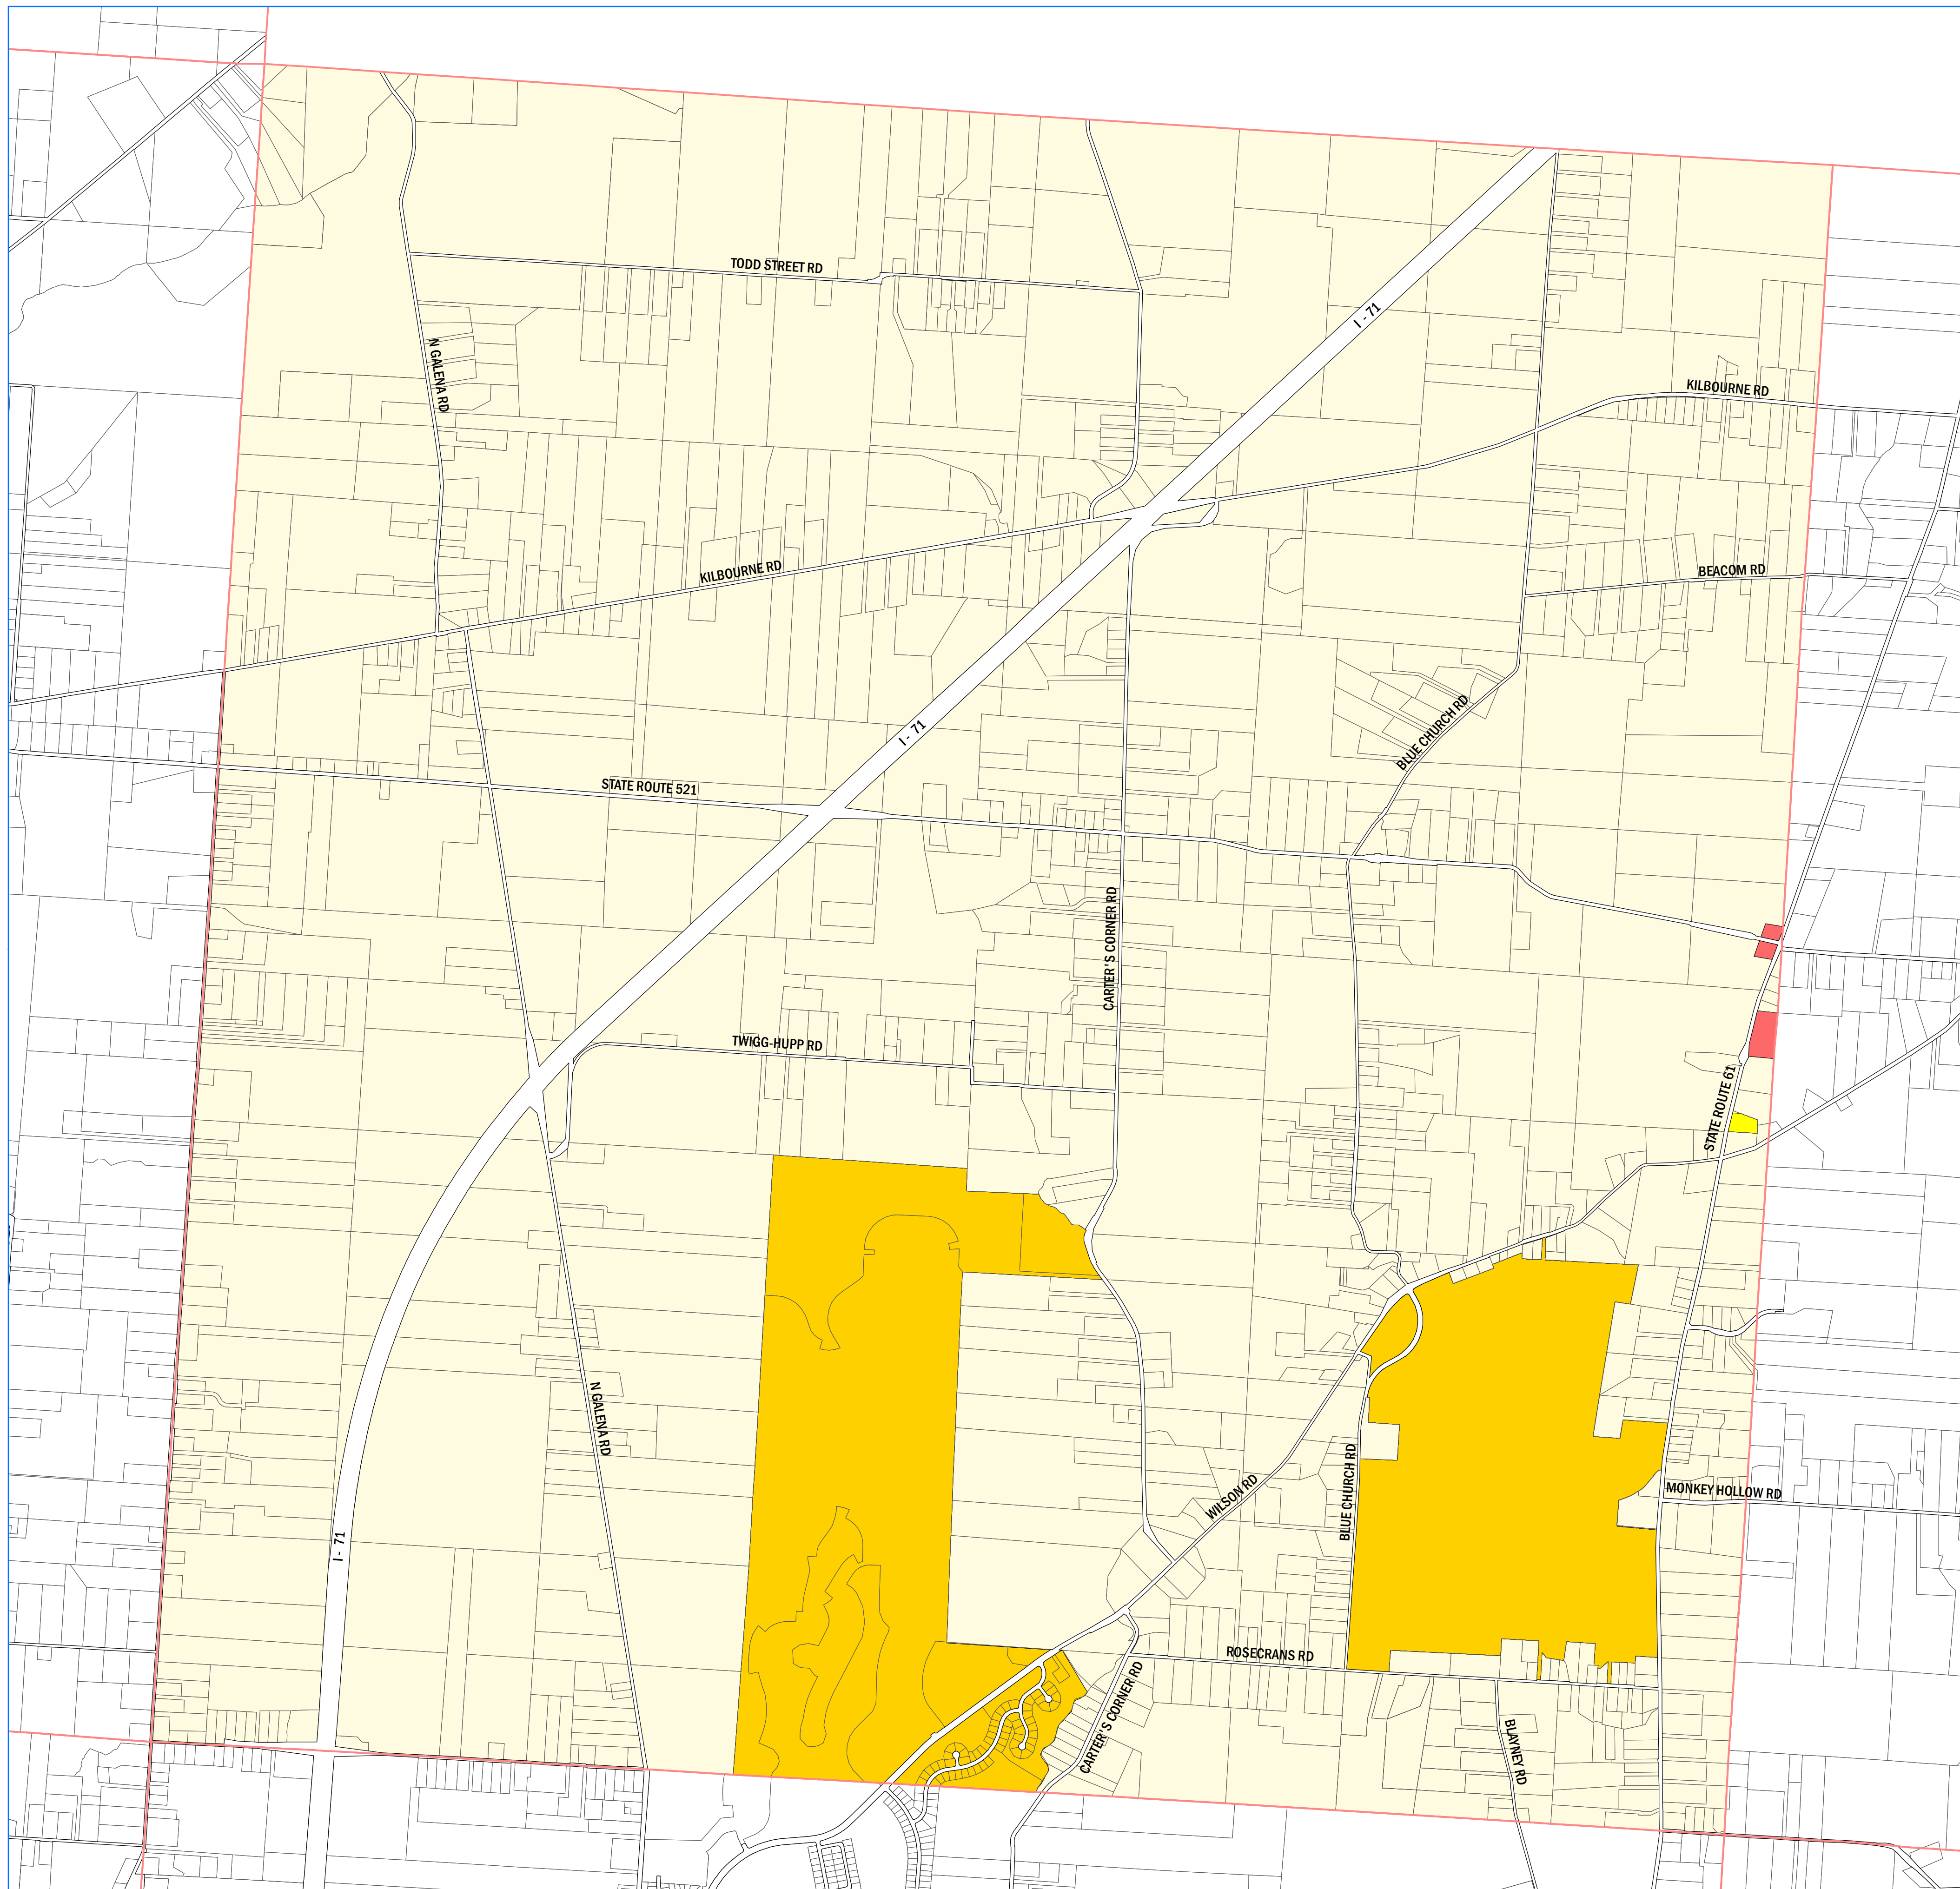 TODD STREET RD
I - 71
N GALENA RD
KILBOURNE RD
KILBOURNE RD
BEACOM RD
BLUE CHURCH RD
I - 71
STATE ROUTE 521
CARTER'S CORNER RD
TWIGG-HUPP RD
STATE ROUTE 61
N GALENA RD
WILSON RD
BLUE CHURCH RD
MONKEY HOLLOW RD
I - 71
ROSECRANS RD
CARTER'S CORNER RD
BLAYNEY RD